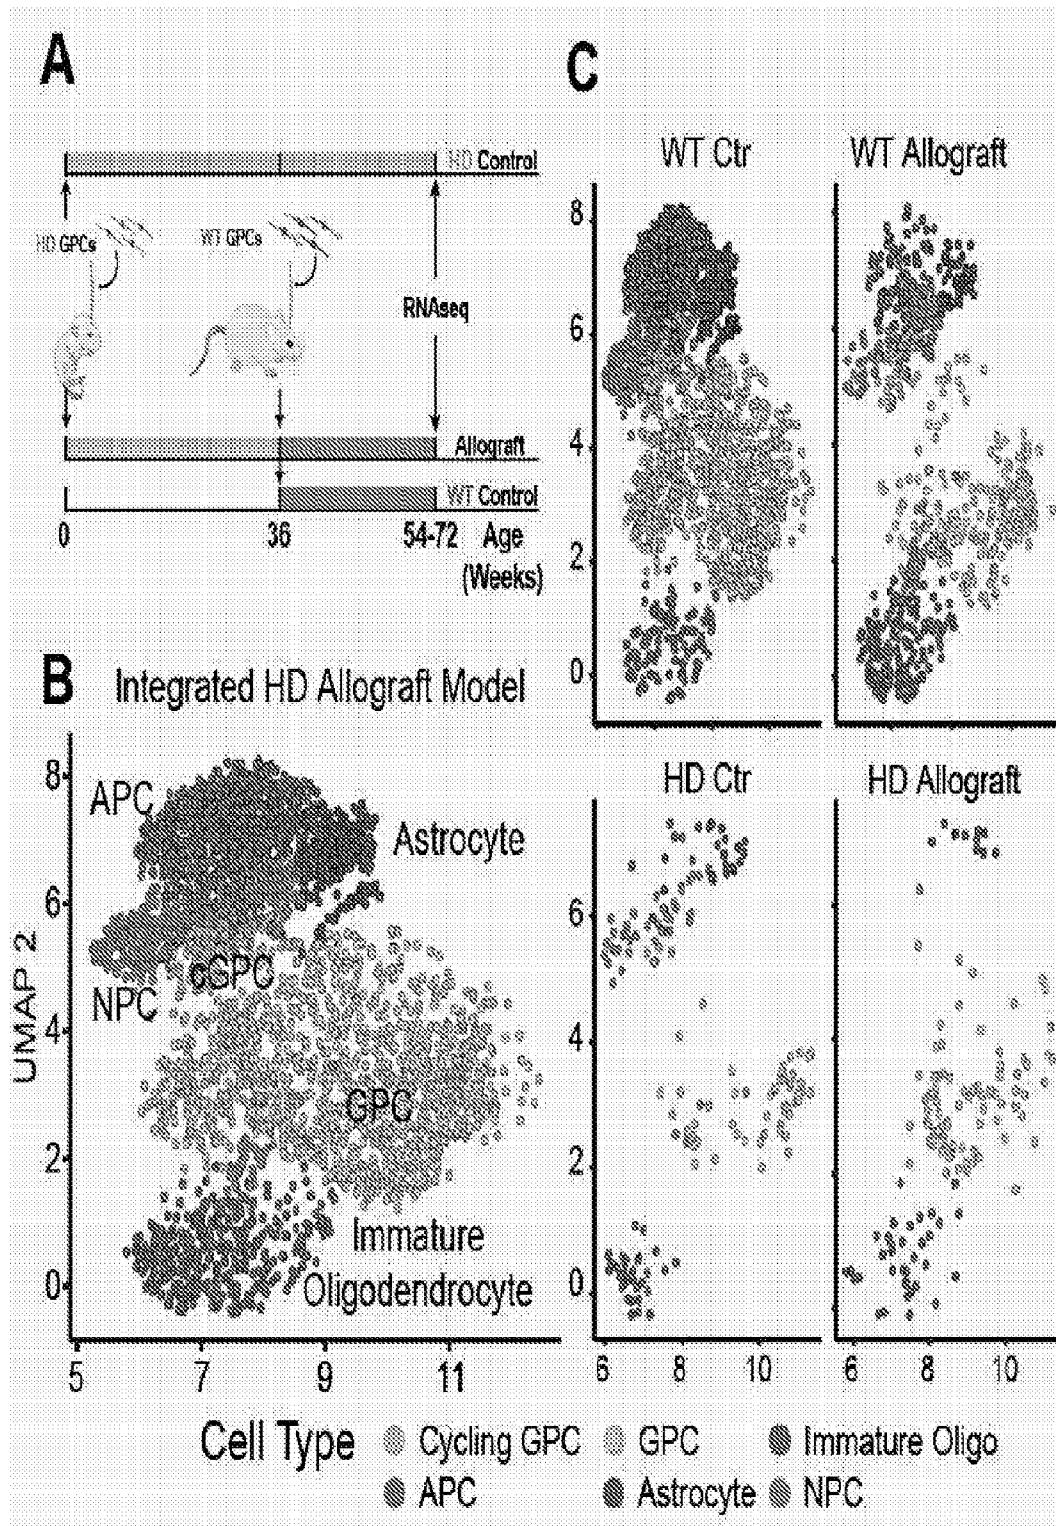 A
HD Control
HD GPCs
WT GPCs
RNAseq
Allograft
WT Control
0 36 54-72 Age
(Weeks)
B Integrated HD Allograft Model
8
6
4
2
0
UMAP 2
APC
Astrocyte
cGPC
NPC
GPC
Immature
Oligodendrocyte
5 7 9 11
C
WT Ctr WT Allograft
8
6
4
2
0
HD Ctr HD Allograft
6
4
2
0
6 8 10 6 8 10
Cell Type Cycling GPC GPC Immature Oligo
APC Astrocyte NPC